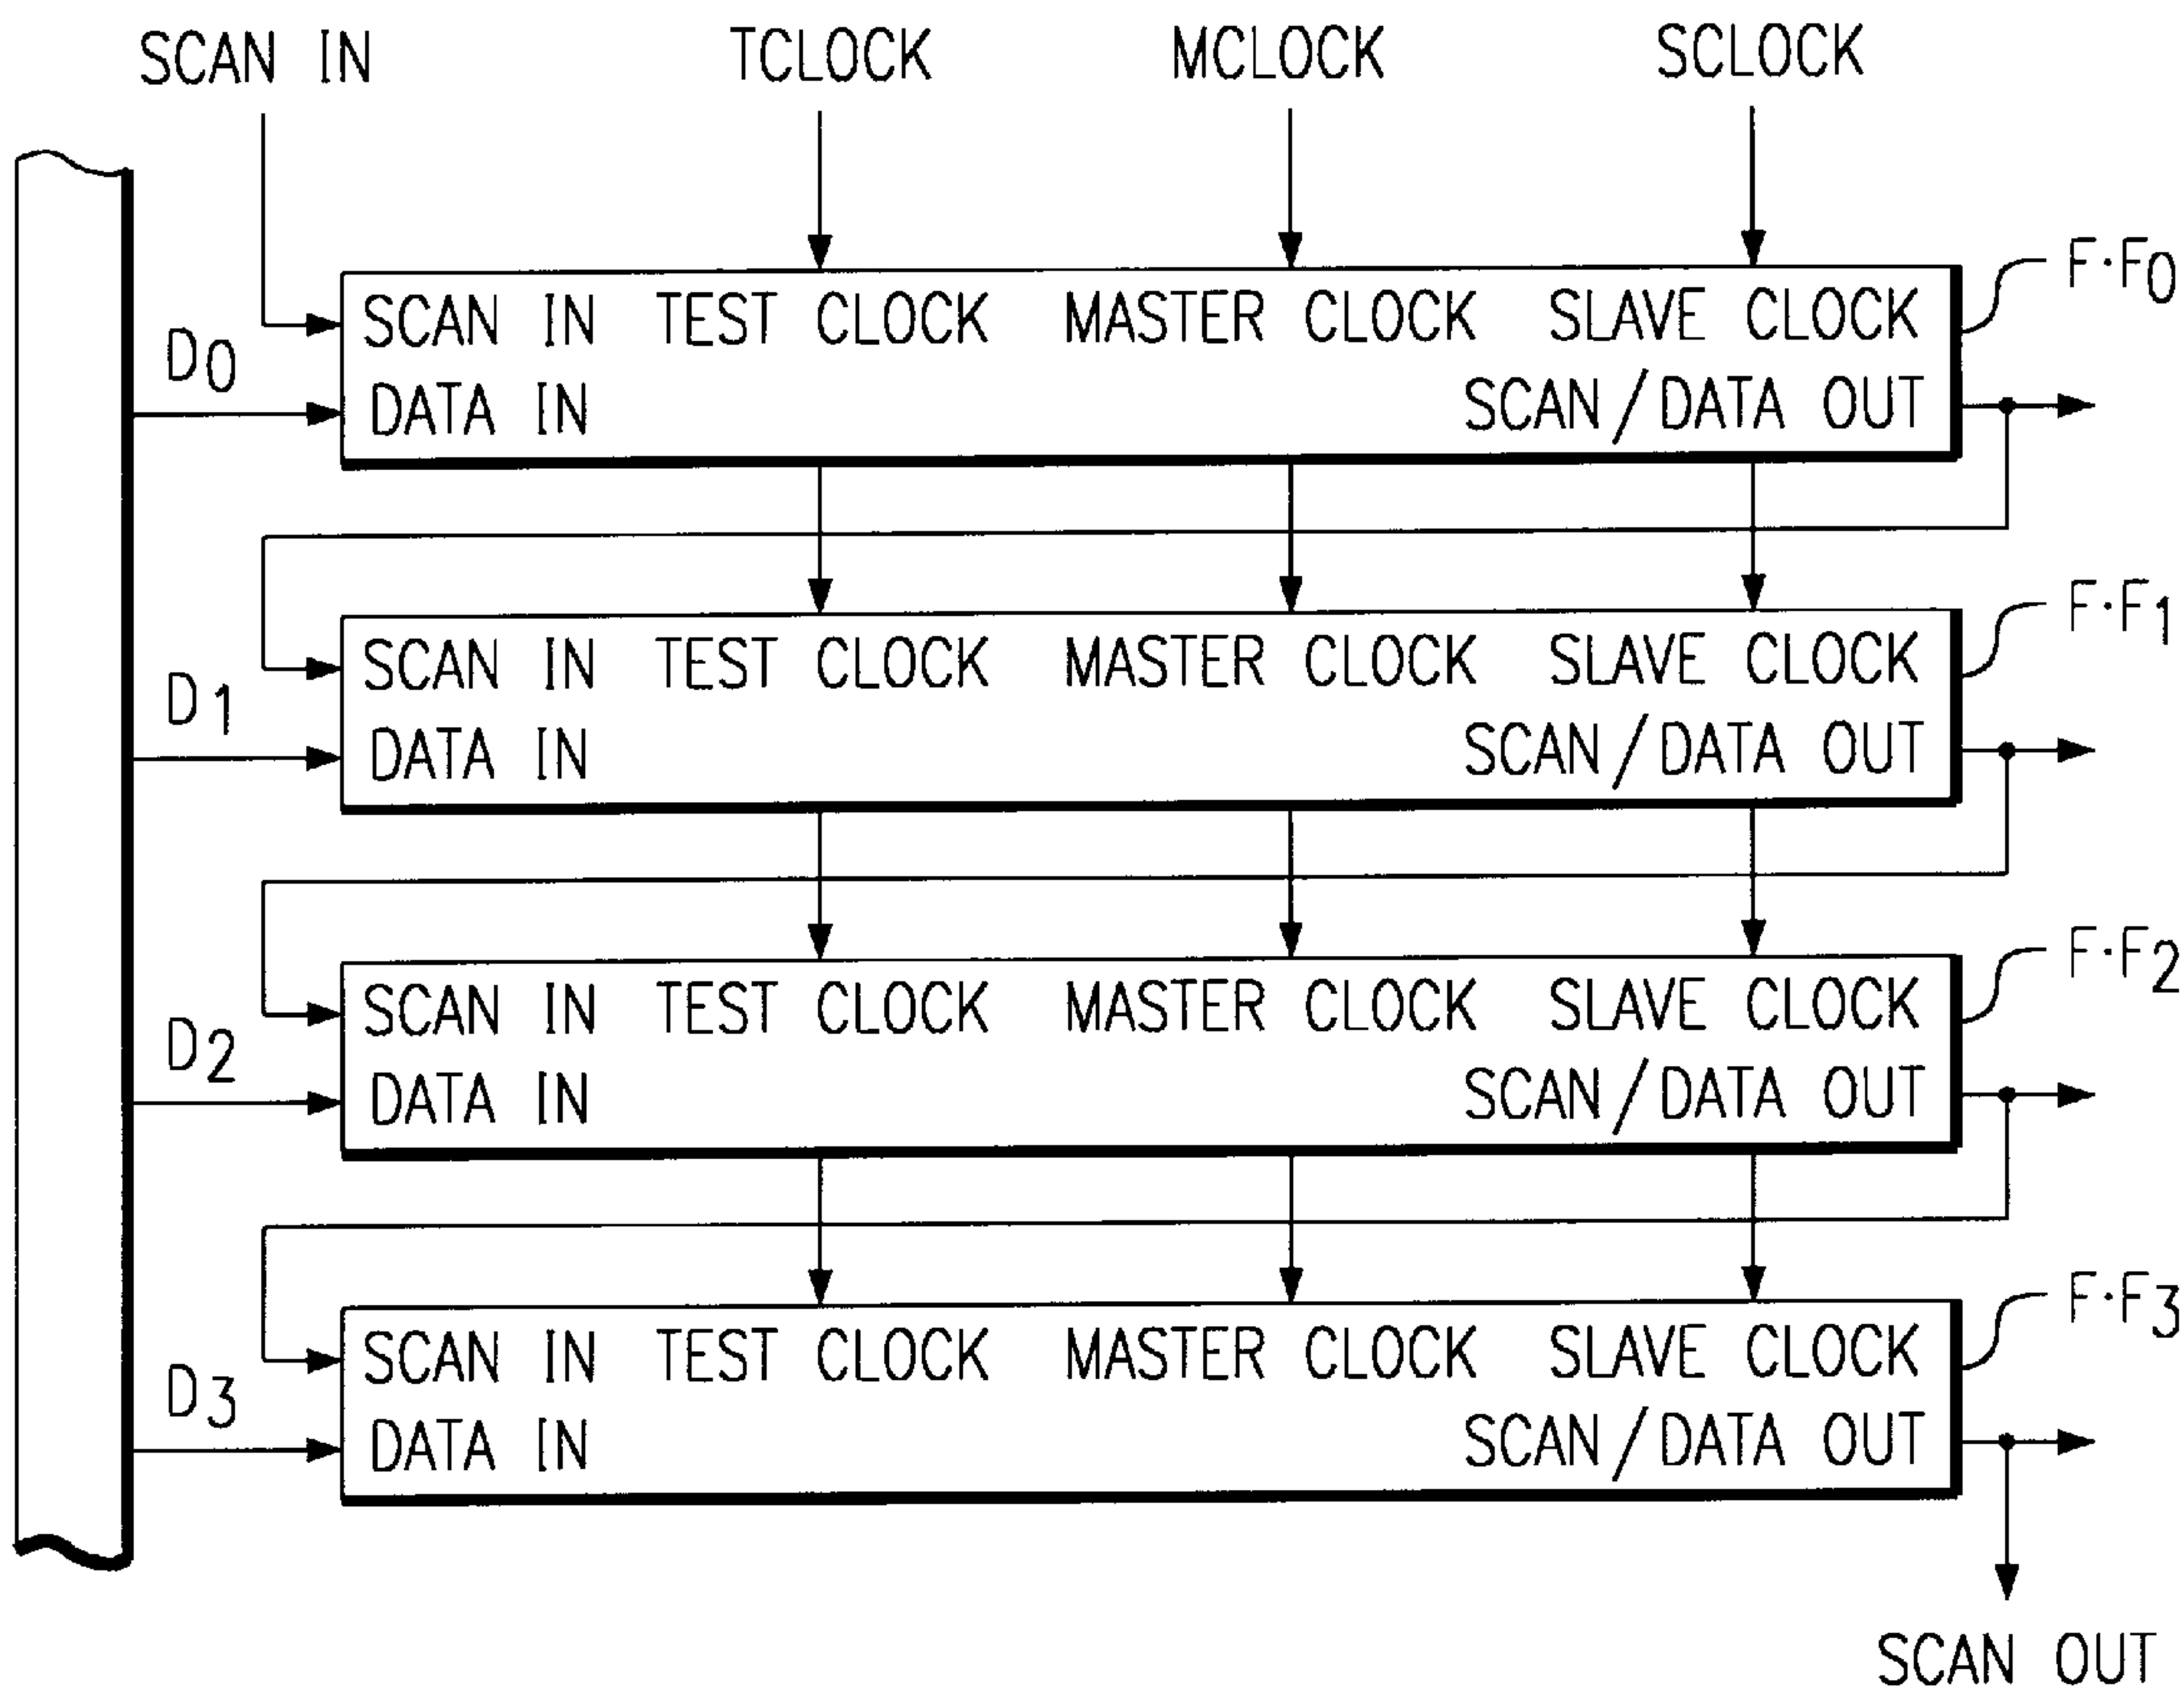 SCAN IN TCLOCK MCLOCK SCLOCK
F·F0
SCAN IN TEST CLOCK MASTER CLOCK SLAVE CLOCK
D0
DATA IN SCAN/DATA OUT
F·F1
SCAN IN TEST CLOCK MASTER CLOCK SLAVE CLOCK
D1
DATA IN SCAN/DATA OUT
F·F2
SCAN IN TEST CLOCK MASTER CLOCK SLAVE CLOCK
D2
DATA IN SCAN/DATA OUT
F·F3
SCAN IN TEST CLOCK MASTER CLOCK SLAVE CLOCK
D3
DATA IN SCAN/DATA OUT
SCAN OUT